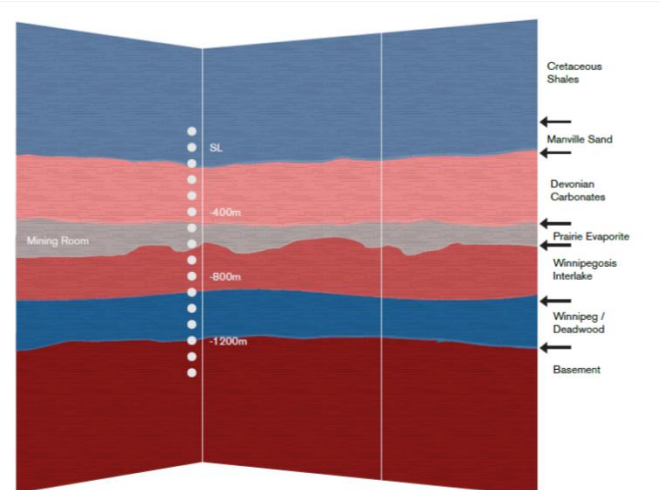 Cretaceous
Shales
Manville Sand
SL
Devonian
Carbonates
-400m
Prairie Evaporite
Mining Room
Winnipegosis
Interlake
-800m
Winnipeg /
Deadwood
-1200m
Basement